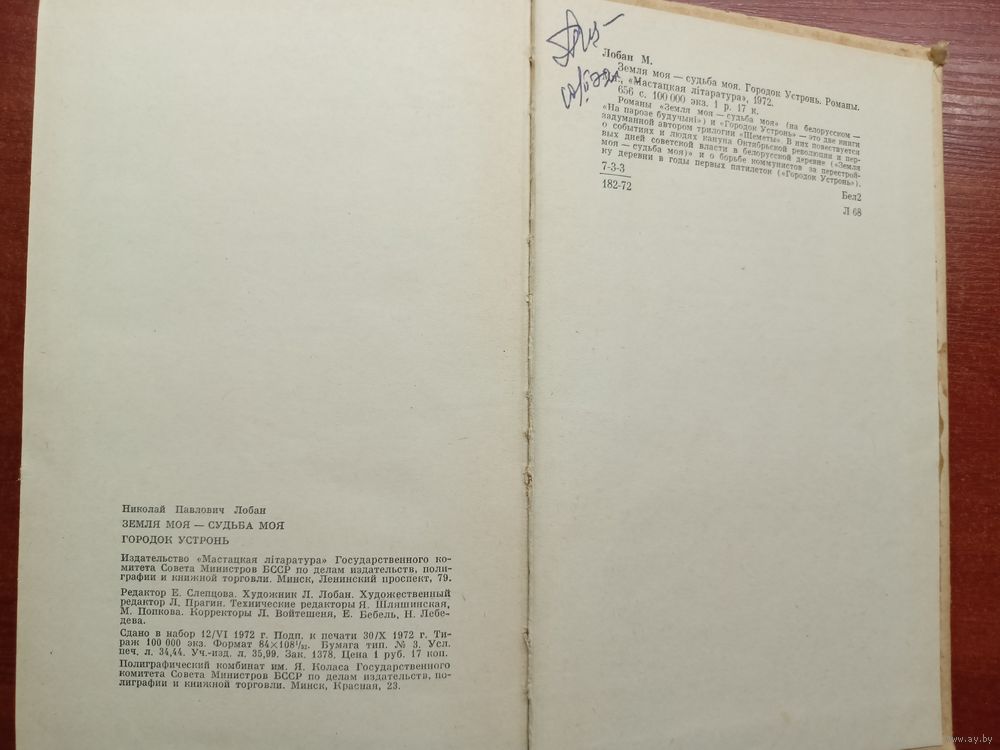 Николай Павлович Лобан
ЗЕМЛЯ МОЯ — СУДЬБА МОЯ
ГОРОДОК УСТРОНЬ
Издательство «Мастацкая літаратура» Государственного ко-
митета Совета Министров БССР по делам издательств, поли-
графии и книжной торговли. Минск, Ленинский проспект, 79.
Редактор Е. Слепцова. Художник Л. Лобан. Художественный
редактор Л. Прагин. Технические редакторы Я. Шляшинская,
М. Попкова. Корректоры Л. Войтешеня, Е. Бебель, Н. Лебе-
дева.
Сдано в набор 12/VI 1972 г. Подп. к печати 30/X 1972 г. Ти-
раж 100 000 экз. Формат 84×108¹/₃₂. Бумага тип. № 3. Усл.
печ. л. 34,44. Уч.-изд. л. 35,99. Зак. 1378. Цена 1 руб. 17 коп.
Полиграфический комбинат им. Я. Коласа Государственного
комитета Совета Министров БССР по делам издательств, по-
лиграфии и книжной торговли. Минск, Красная, 23.
Лобан М.
Земля моя — судьба моя. Городок Устронь. Романы.
«Мастацкая літаратура», 1972.
656 с. 100 000 экз. 1 р. 17 к.
Романы «Земля моя — судьба моя» (на белорусском —
«На парозе будучыні») и «Городок Устронь» — это две книги
задуманной автором трилогии «Шеметы». В них повествуется
о событиях и людях кануна Октябрьской революции и пер-
вых дней советской власти в белорусской деревне («Земля
моя — судьба моя)» и о борьбе коммунистов за перестрой-
ку деревни в годы первых пятилеток («Городок Устронь»).
7-3-3
182-72
Бел2
Л 68
www.ay.by